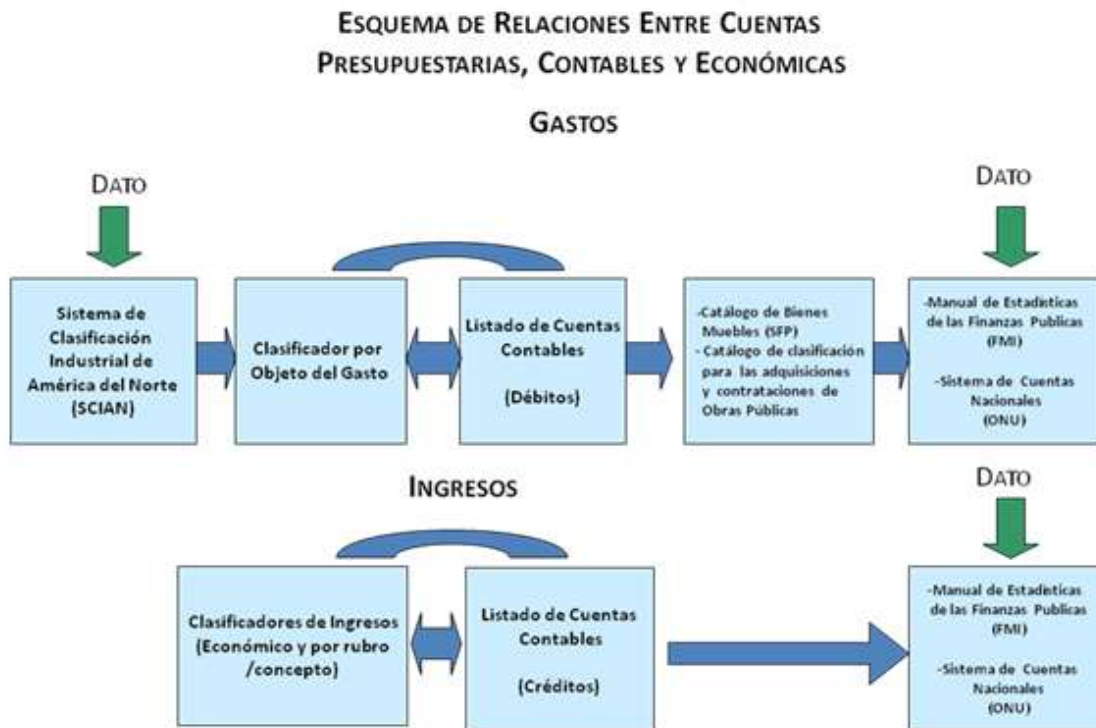 ESQUEMA DE RELACIONES ENTRE CUENTAS
PRESUPUESTARIAS, CONTABLES Y ECONÓMICAS
GASTOS
DATO
DATO
Sistema de
Clasificación
Industrial de
América del Norte
(SCIAN)
Clasificador por
Objeto del Gasto
Listado de Cuentas
Contables
(Débitos)
-Catálogo de Bienes
Muebles (SFP)
- Catálogo de clasificación
para las adquisiciones
y contrataciones de
Obras Públicas
-Manual de Estadísticas
de las Finanzas Publicas
(FMI)
-Sistema de Cuentas
Nacionales
(ONU)
INGRESOS
DATO
Clasificadores de Ingresos
(Económico y por rubro
/concepto)
Listado de Cuentas
Contables
(Créditos)
-Manual de Estadísticas
de las Finanzas Publicas
(FMI)
-Sistema de Cuentas
Nacionales
(ONU)